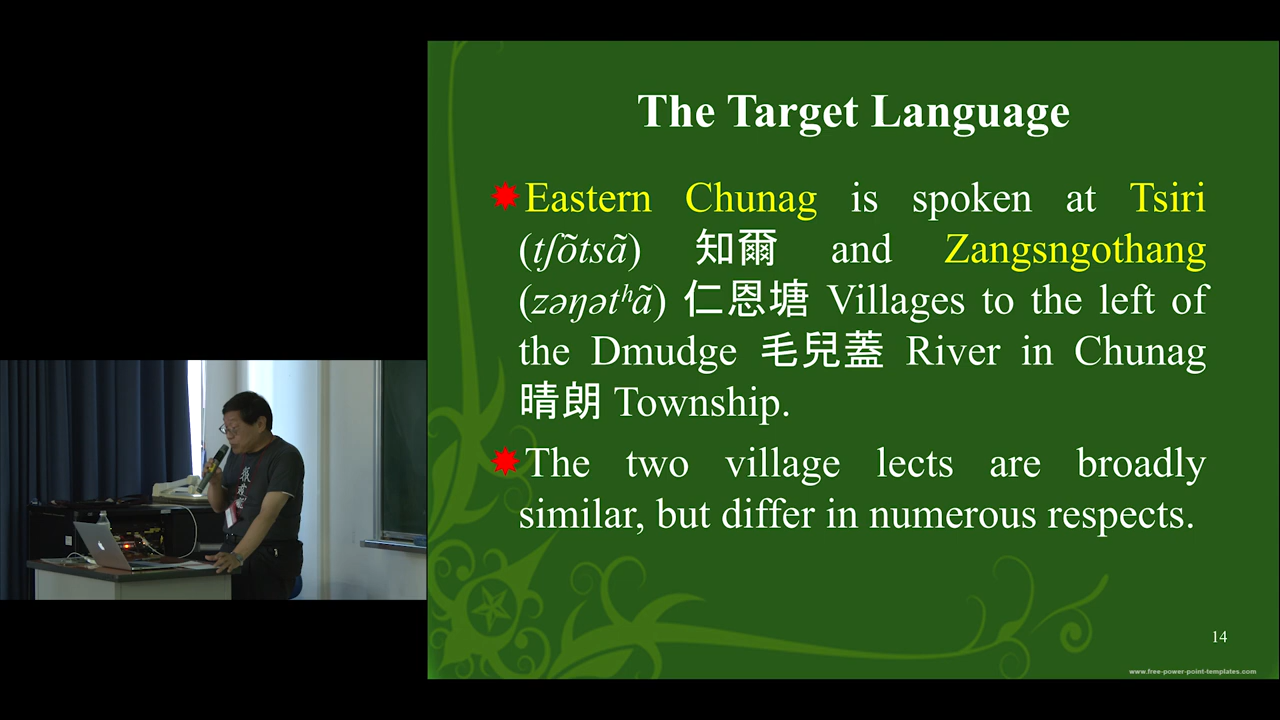 The Target Language
Eastern Chunag is spoken at Tsiri
(tʃõtsã) 知爾 and Zangsngothang
(zəŋətʰã) 仁恩塘 Villages to the left of
the Dmudge 毛兒蓋 River in Chunag
晴朗 Township.
The two village lects are broadly
similar, but differ in numerous respects.
14
www.free-power-point-templates.com